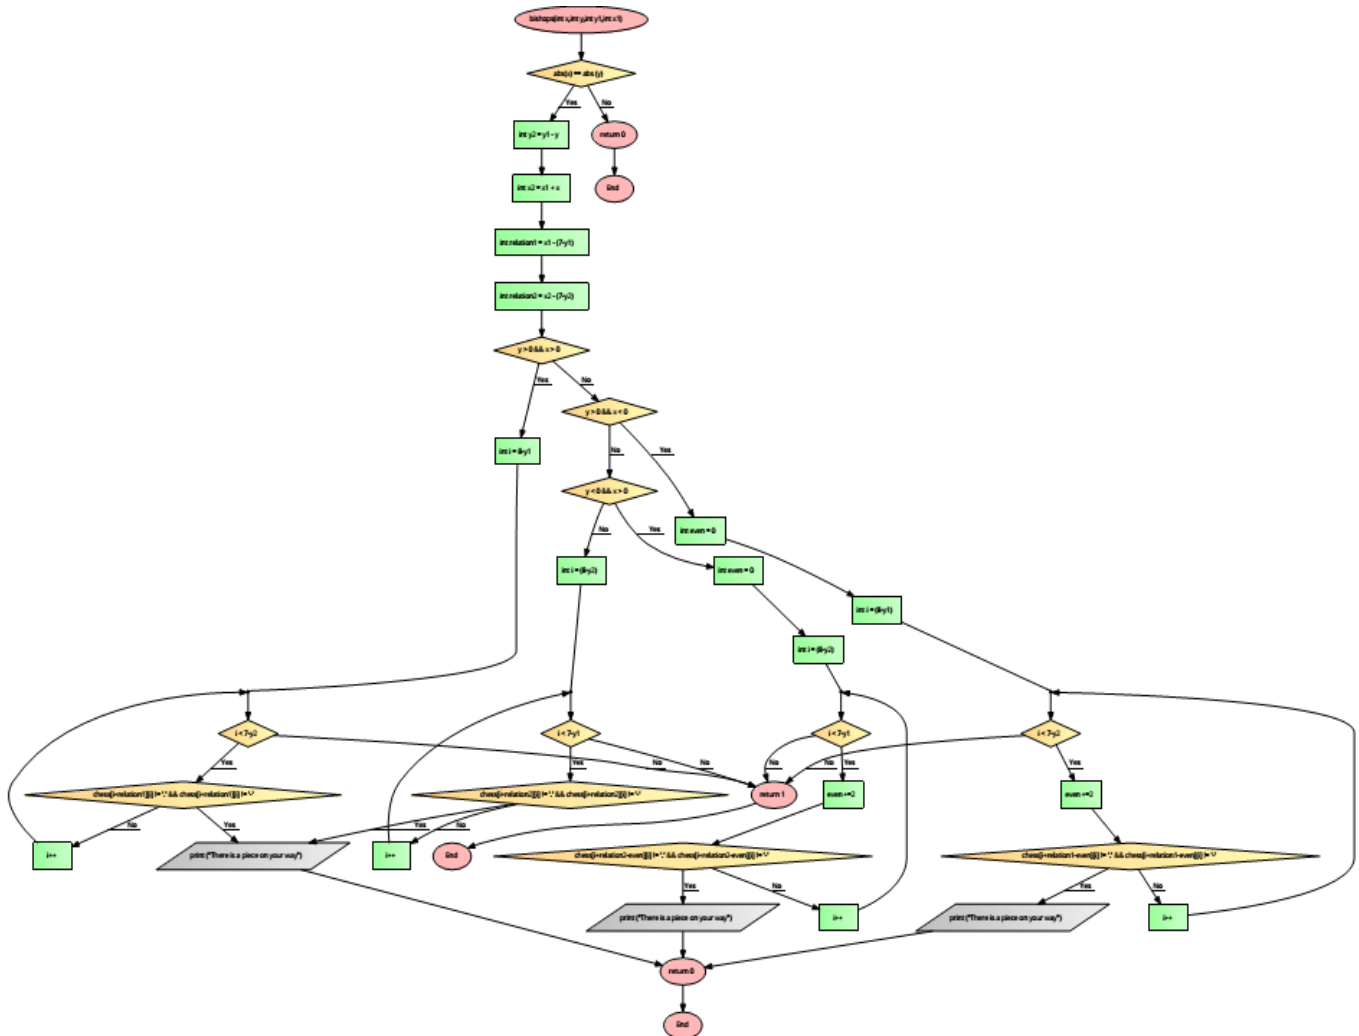 bishops(int x,int y,int y1,int x1)
abs(x) == abs (y)
Yes
No
int y2 = y1 - y
return 0
int x2 = x1 + x
End
int relation1 = x1 - (7-y1)
int relation2 = x2 - (7-y2)
y > 0 && x > 0
Yes
No
y > 0 && x < 0
int i = 8-y1
No
Yes
y < 0 && x > 0
int even = 0
No
Yes
int i = (8-y2)
int even = 0
int i = (8-y1)
int i = (8-y2)
i < 7-y2
i < 7-y1
i < 7-y1
i < 7-y2
Yes
No
Yes
No
No
Yes
No
Yes
return 1
even +=2
even +=2
No
Yes
Yes
No
i++
print ("There is a piece on your way")
i++
End
Yes
No
Yes
No
print ("There is a piece on your way")
i++
print ("There is a piece on your way")
i++
return 0
End